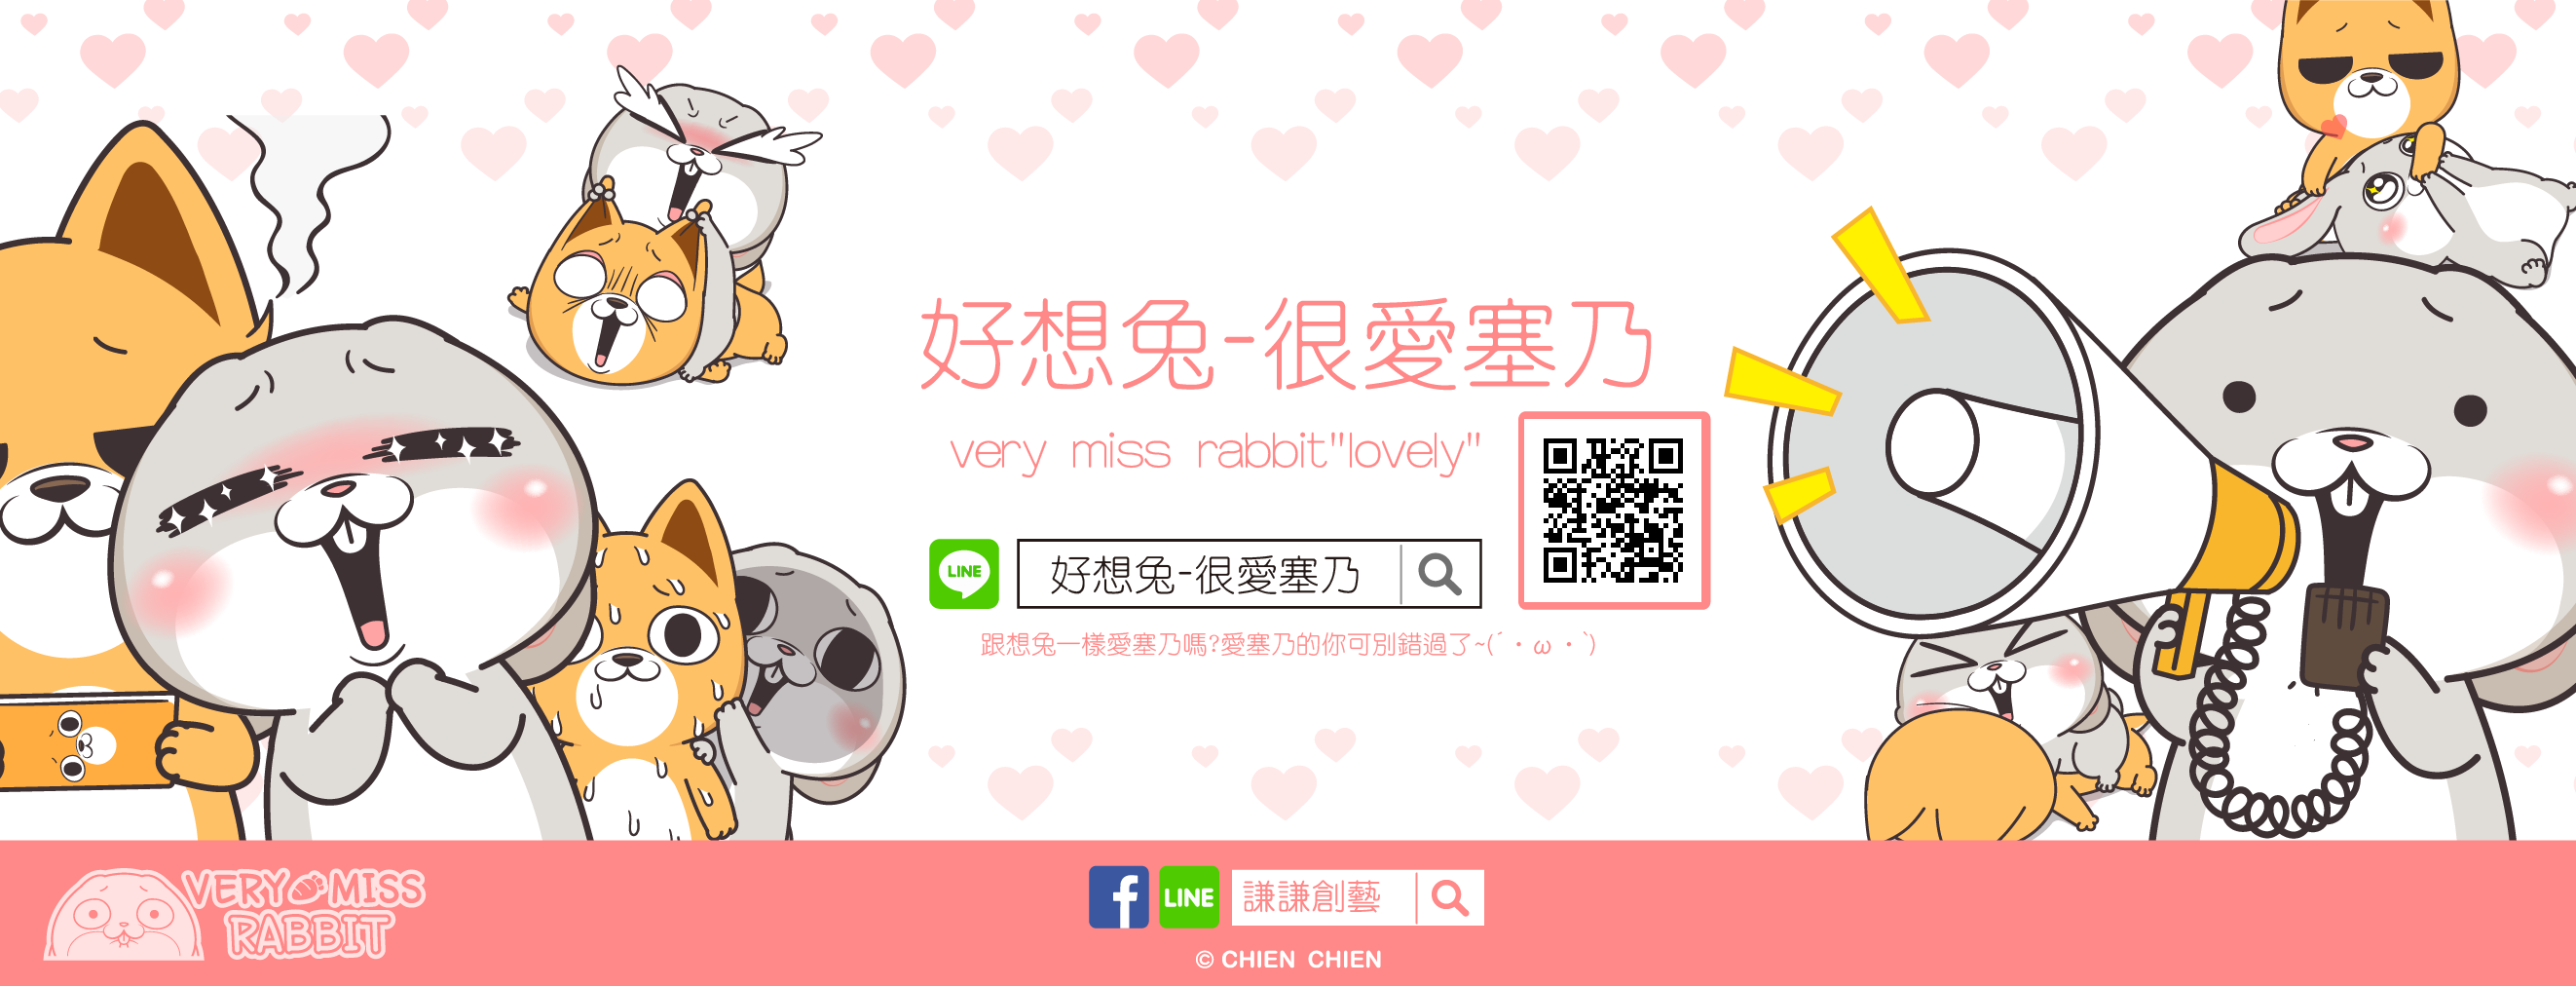 好想兔-很愛塞乃
very miss rabbit"lovely"
LINE
好想兔-很愛塞乃
跟想兔一樣愛塞乃嗎?愛塞乃的你可別錯過了~(´・ω・`)
VERY MISS
RABBIT
f LINE 謙謙創藝
© CHIEN CHIEN